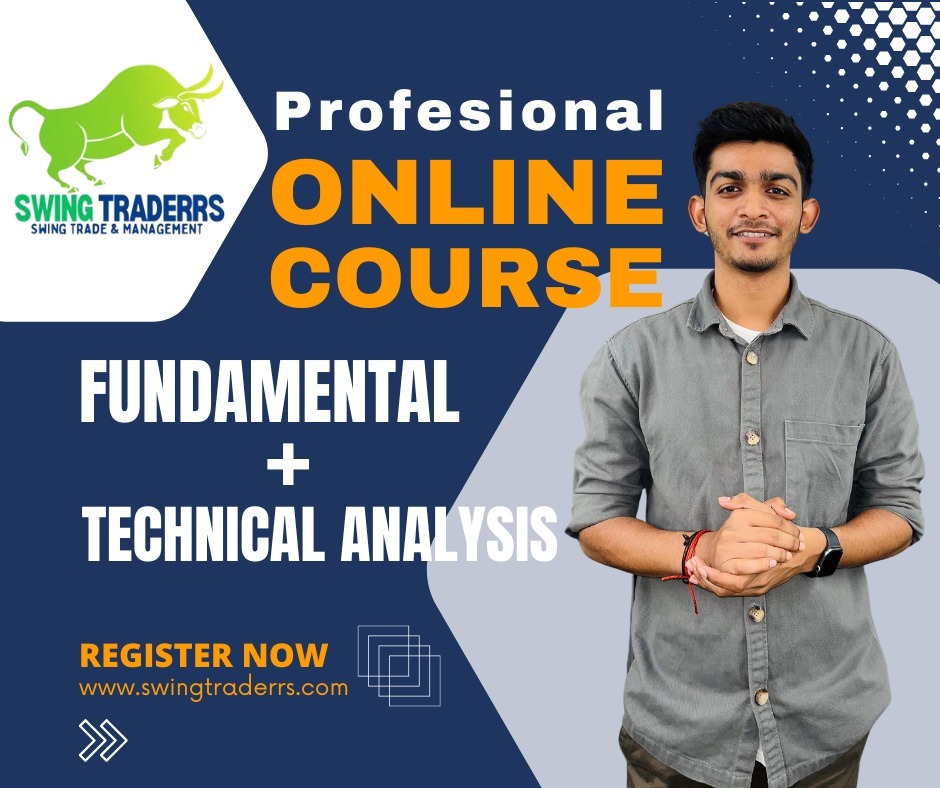 SWING TRADERRS
SWING TRADE & MANAGEMENT
Profesional
ONLINE
COURSE
FUNDAMENTAL
+
TECHNICAL ANALYSIS
REGISTER NOW
www.swingtraderrs.com